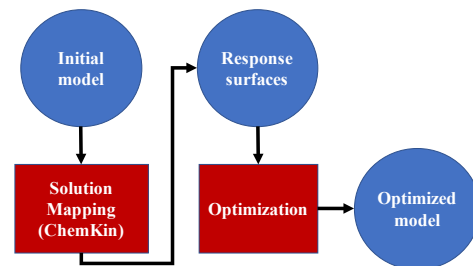 Initial
model
Response
surfaces
Solution
Mapping
(ChemKin)
Optimization
Optimized
model